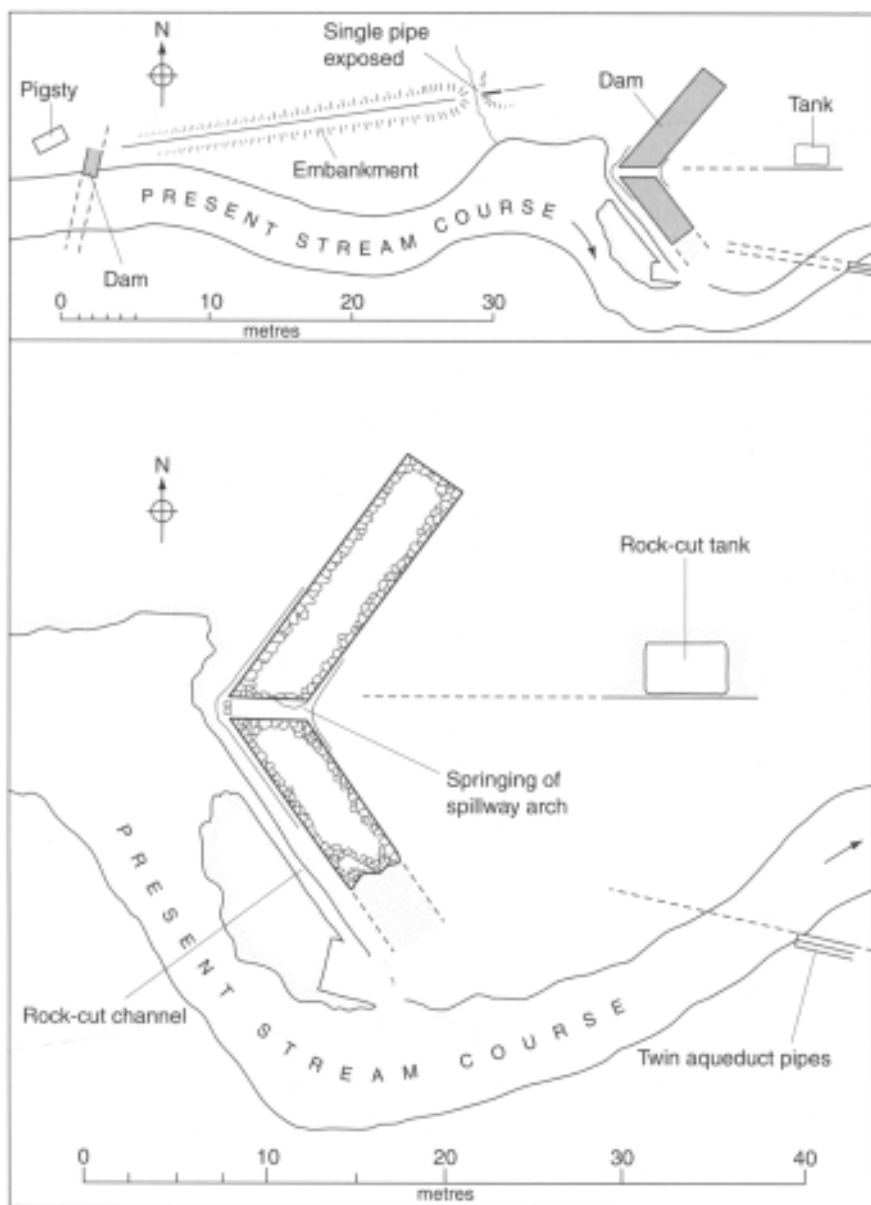 N
Single pipe
exposed
Dam
Pigsty
Tank
Embankment
PRESENT STREAM COURSE
Dam
0 10 20 30
metres
N
Rock-cut tank
Springing of
spillway arch
PRESENT STREAM COURSE
Rock-cut channel
Twin aqueduct pipes
0 10 20 30 40
metres